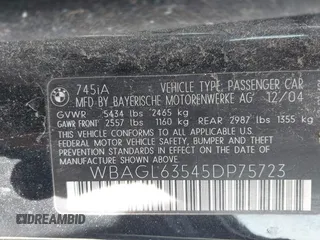 745iA
VEHICLE TYPE: PASSENGER CAR
MFD BY BAYERISCHE MOTORENWERKE AG 12/04
GVWR 5434 lbs 2465 kg
GAWR FRONT 2557 lbs 1160 kg GAWR REAR 2987 lbs 1355 kg
THIS VEHICLE CONFORMS TO ALL APPLICABLE
FEDERAL MOTOR VEHICLE SAFETY, BUMPER AND
THEFT PREVENTION STANDARDS IN EFFECT ON THE
DATE OF MANUFACTURE SHOWN ABOVE
WBAGL63545DP75723
DREAMBID